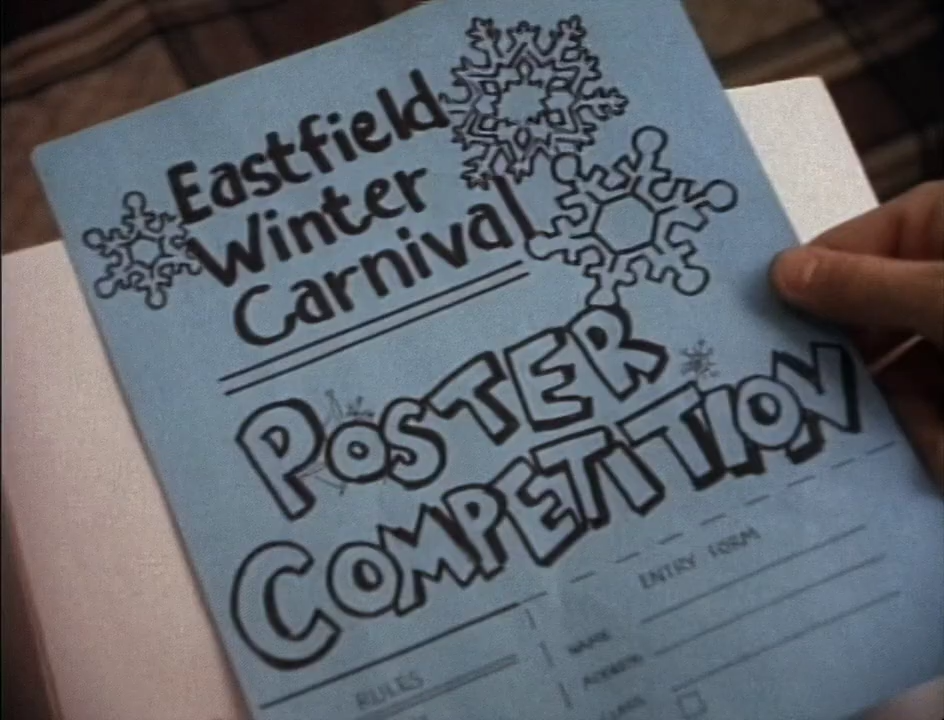 Eastfield
Winter
Carnival
POSTER
COMPETITION
ENTRY FORM
NAME
ADDRESS
RULES